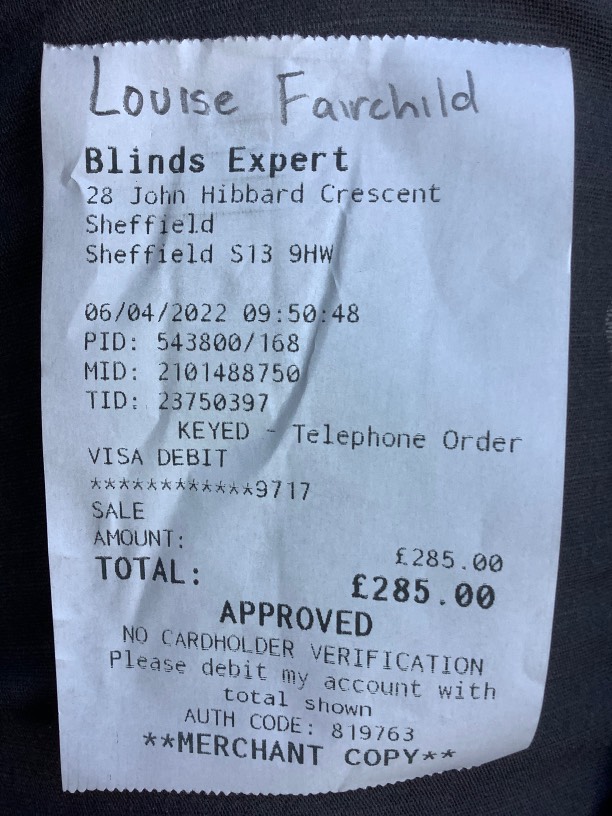 Louise Fairchild
Blinds Expert
28 John Hibbard Crescent
Sheffield
Sheffield S13 9HW
06/04/2022 09:50:48
PID: 543800/168
MID: 2101488750
TID: 23750397
KEYED - Telephone Order
VISA DEBIT
************9717
SALE
AMOUNT: £285.00
TOTAL: £285.00
APPROVED
NO CARDHOLDER VERIFICATION
Please debit my account with
total shown
AUTH CODE: 819763
**MERCHANT COPY**